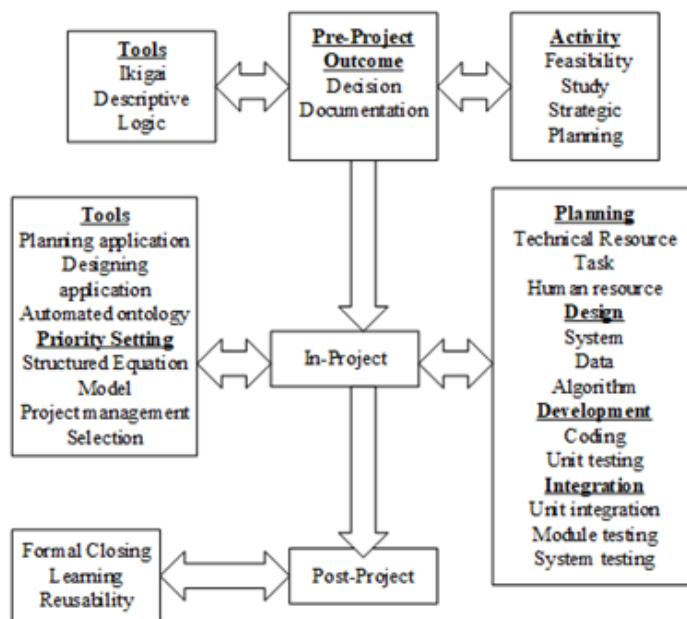 Tools
Ikigai
Descriptive
Logic
Pre-Project
Outcome
Decision
Documentation
Activity
Feasibility
Study
Strategic
Planning
Tools
Planning application
Designing
application
Automated ontology
Priority Setting
Structured Equation
Model
Project management
Selection
In-Project
Planning
Technical Resource
Task
Human resource
Design
System
Data
Algorithm
Development
Coding
Unit testing
Integration
Unit integration
Module testing
System testing
Formal Closing
Learning
Reusability
Post-Project